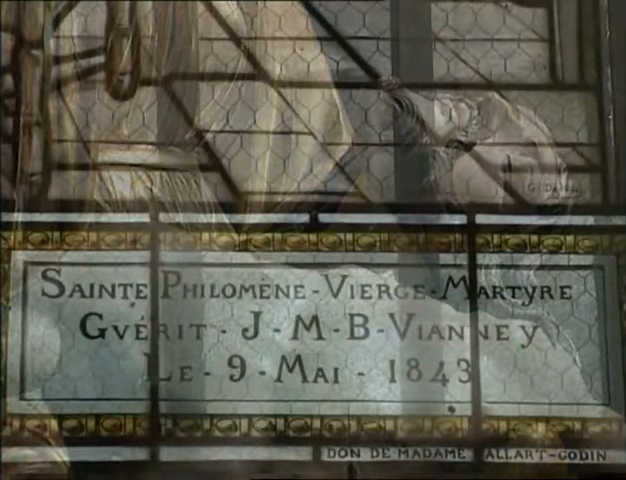 SAINTE PHILOMÈNE - VIERGE - MARTYRE
GVÉRIT - J - M - B - VIANNEY
LE - 9 - MAI - 1843
DON DE MADAME ALLART-GODIN